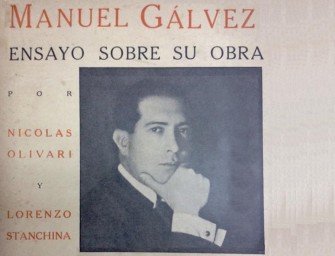 MANUEL GÁLVEZ
ENSAYO SOBRE SU OBRA
POR
NICOLAS
OLIVARI
Y
LORENZO
STANCHINA